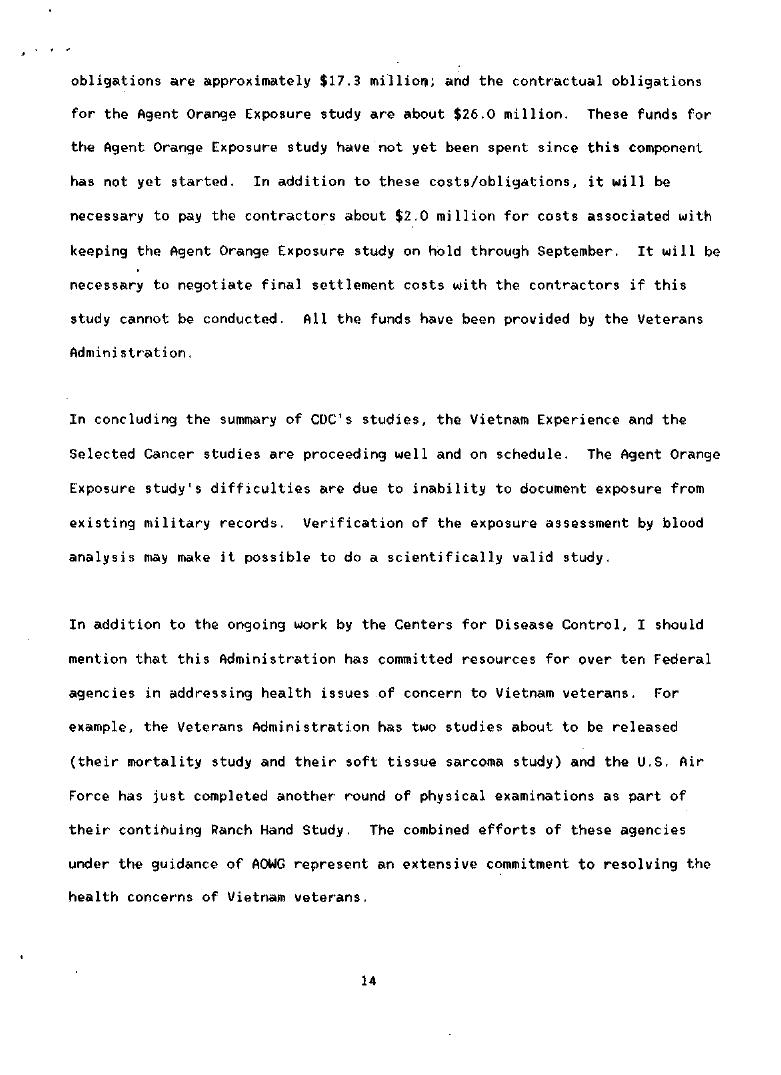 obligations are approximately $17.3 million; and the contractual obligations
for the Agent Orange Exposure study are about $26.0 million. These funds for
the Agent Orange Exposure study have not yet been spent since this component
has not yet started. In addition to these costs/obligations, it will be
necessary to pay the contractors about $2.0 million for costs associated with
keeping the Agent Orange Exposure study on hold through September. It will be
necessary to negotiate final settlement costs with the contractors if this
study cannot be conducted. All the funds have been provided by the Veterans
Administration.
In concluding the summary of CDC's studies, the Vietnam Experience and the
Selected Cancer studies are proceeding well and on schedule. The Agent Orange
Exposure study's difficulties are due to inability to document exposure from
existing military records. Verification of the exposure assessment by blood
analysis may make it possible to do a scientifically valid study.
In addition to the ongoing work by the Centers for Disease Control, I should
mention that this Administration has committed resources for over ten Federal
agencies in addressing health issues of concern to Vietnam veterans. For
example, the Veterans Administration has two studies about to be released
(their mortality study and their soft tissue sarcoma study) and the U.S. Air
Force has just completed another round of physical examinations as part of
their continuing Ranch Hand Study. The combined efforts of these agencies
under the guidance of AOWG represent an extensive commitment to resolving the
health concerns of Vietnam veterans.
14